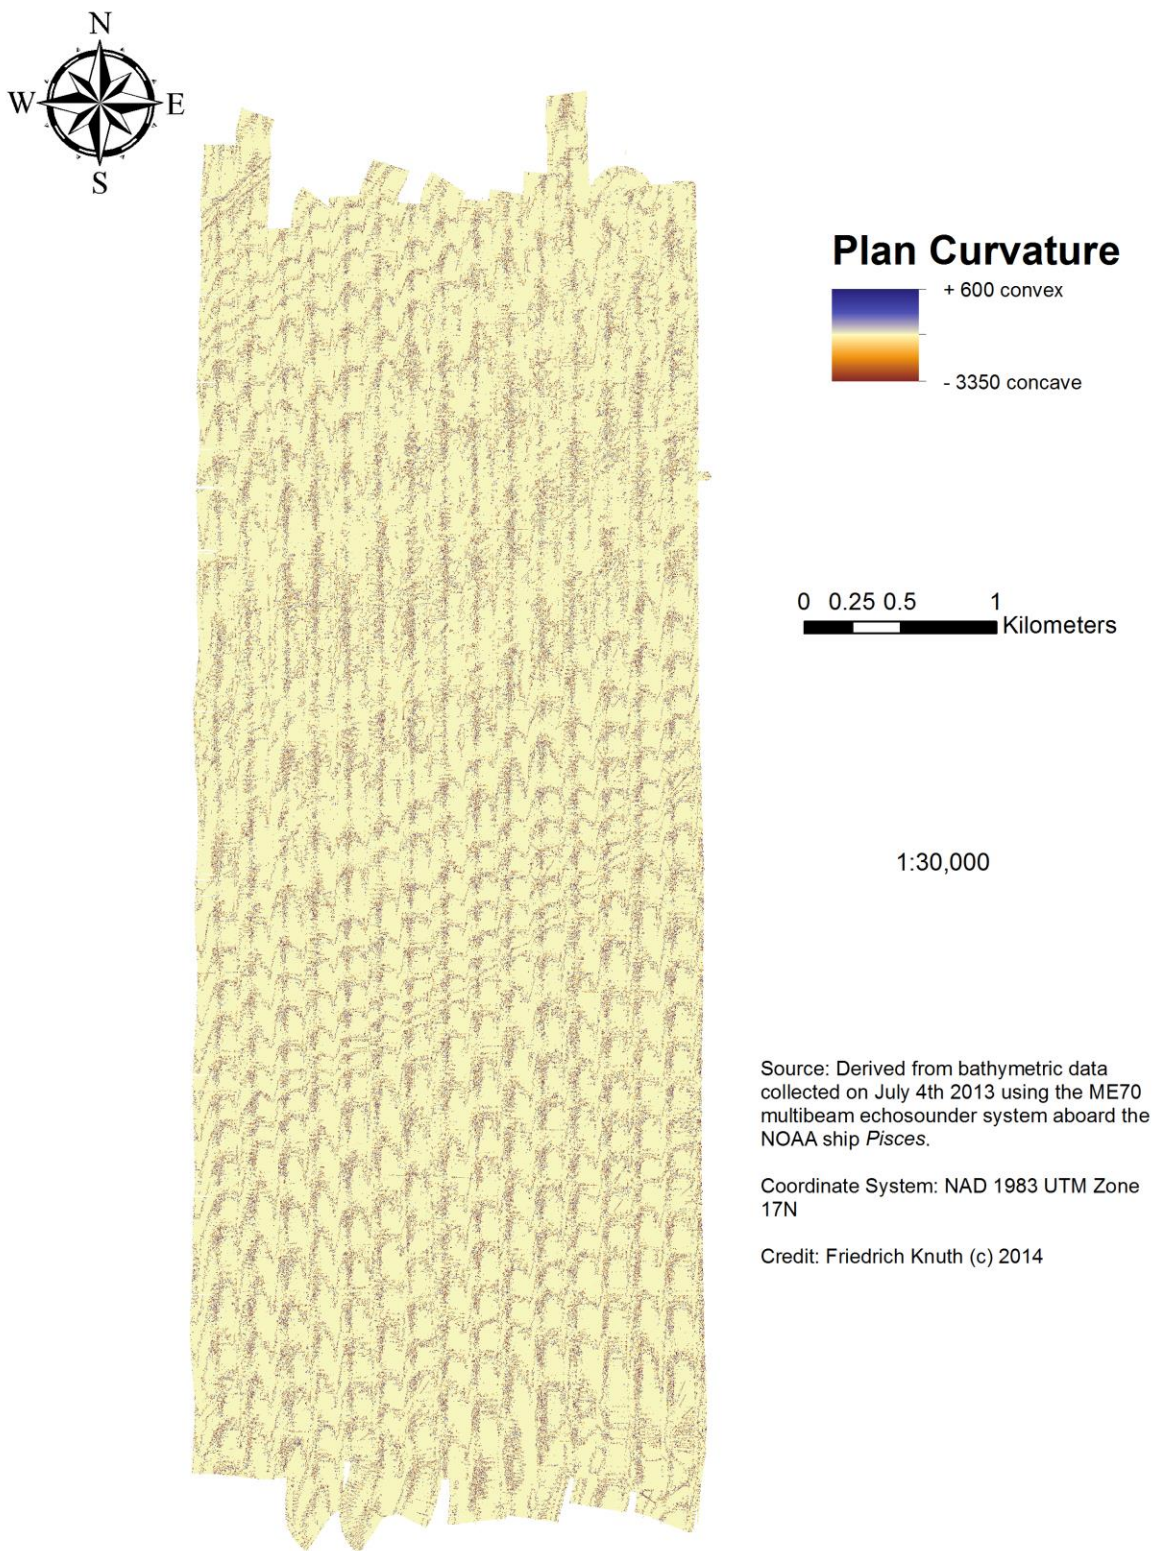 N
W E
S
Plan Curvature
+ 600 convex
- 3350 concave
0 0.25 0.5 1
Kilometers
1:30,000
Source: Derived from bathymetric data
collected on July 4th 2013 using the ME70
multibeam echosounder system aboard the
NOAA ship Pisces.
Coordinate System: NAD 1983 UTM Zone
17N
Credit: Friedrich Knuth (c) 2014